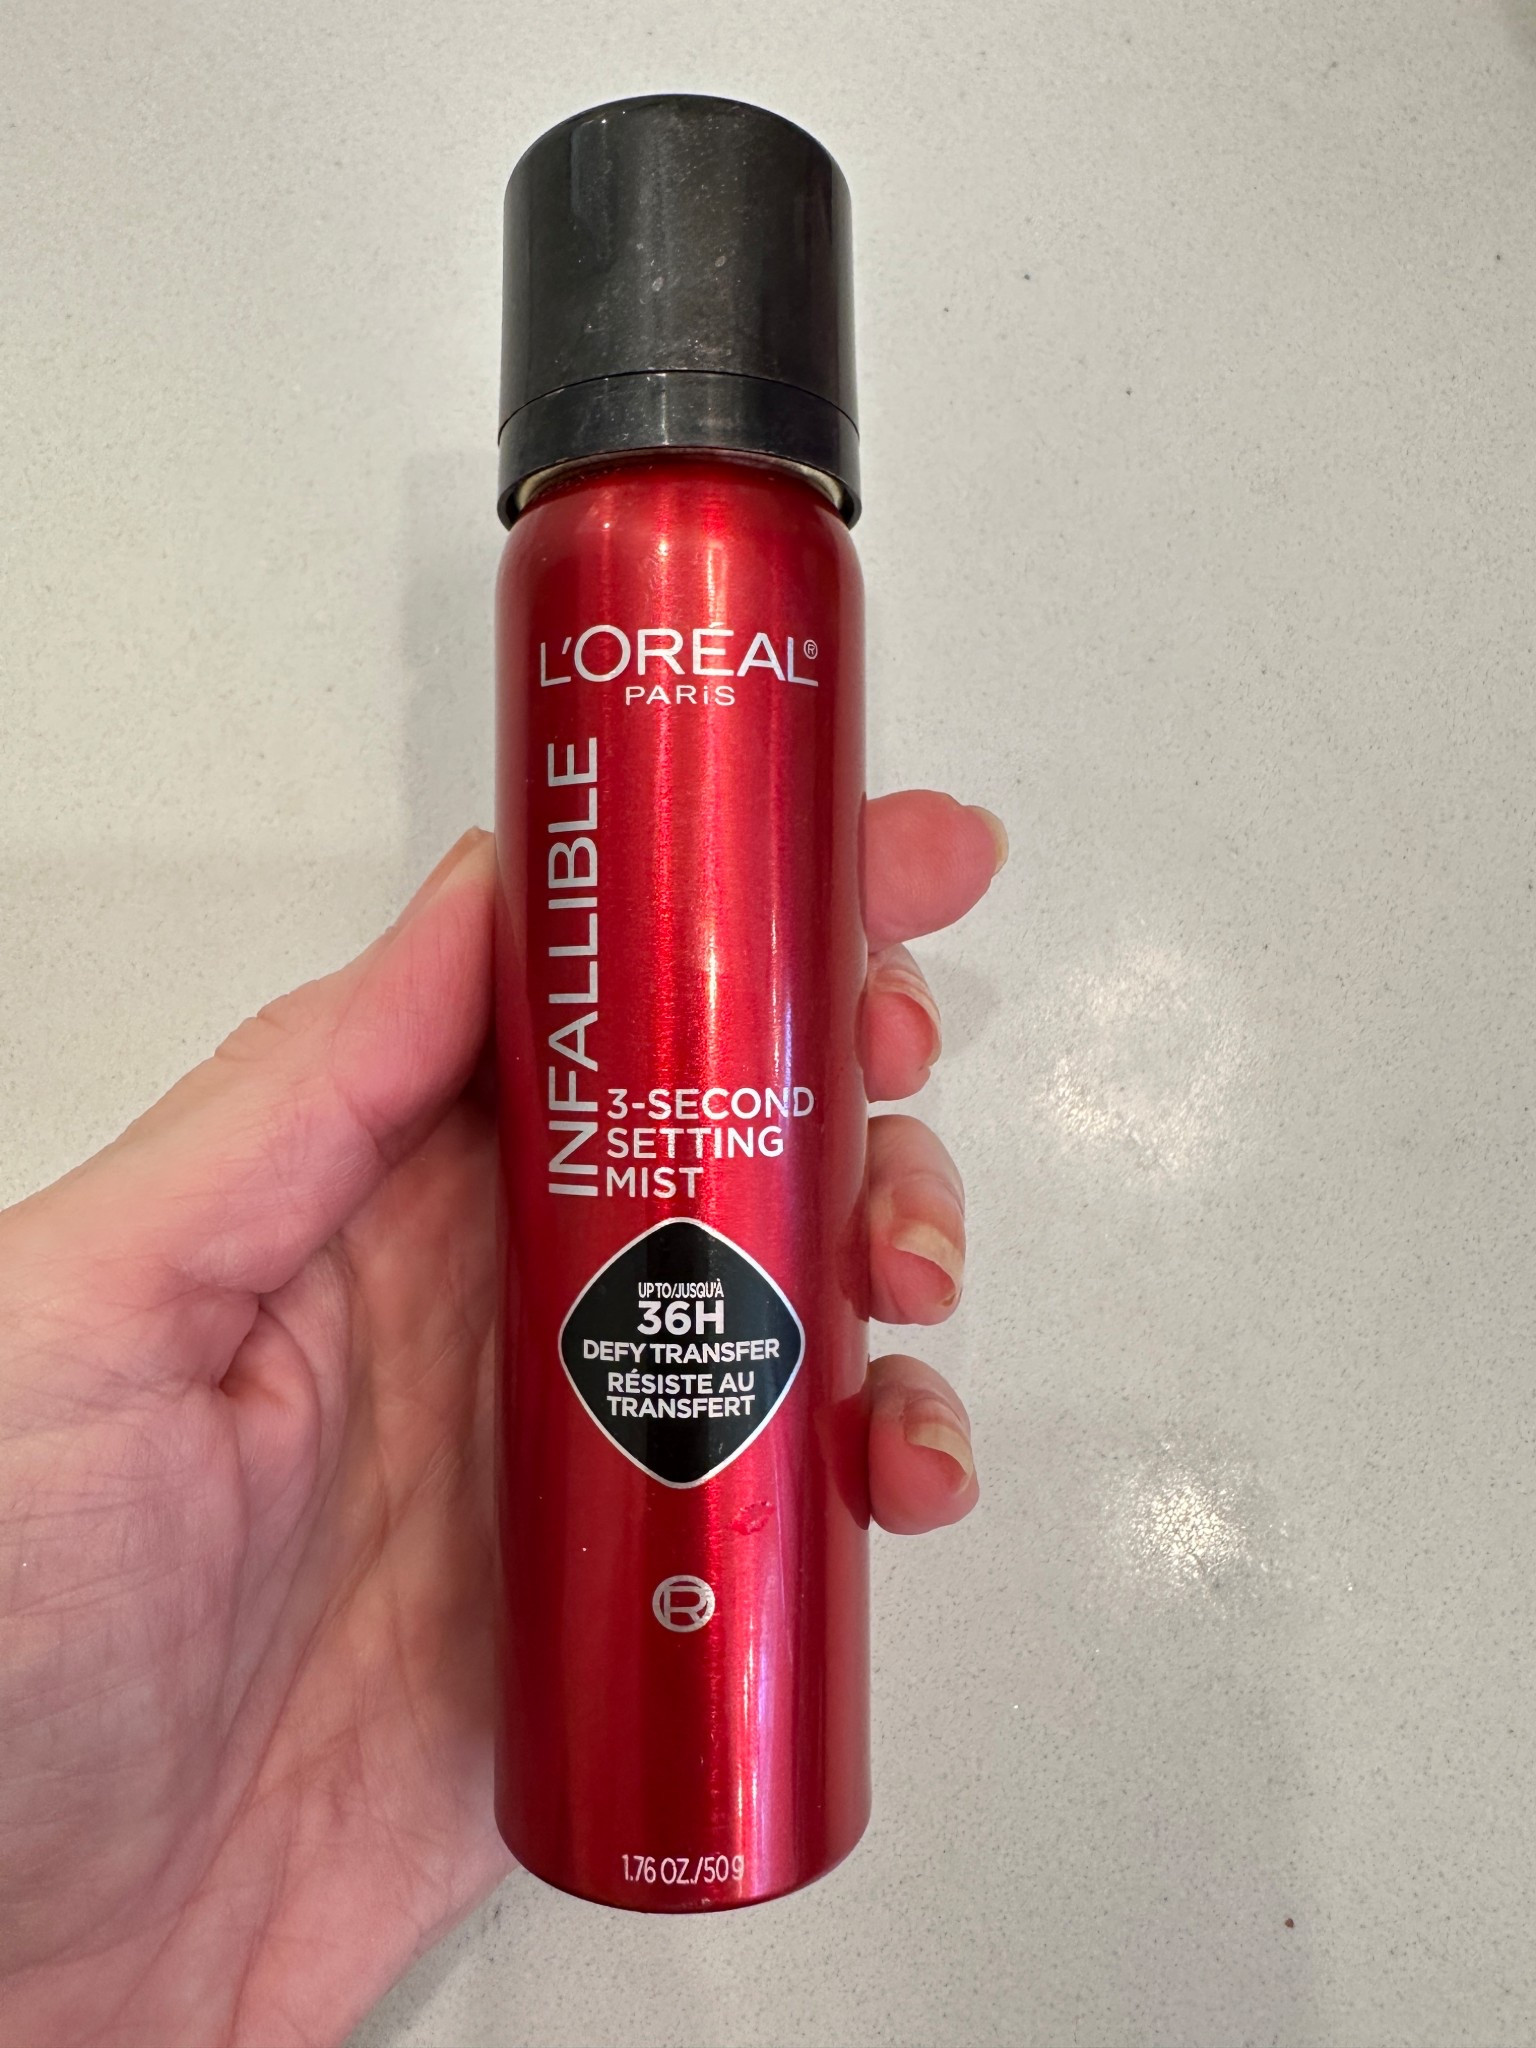 L'ORÉAL®
PARiS
INFALLIBLE
3-SECOND
SETTING
MIST
UP TO/JUSQU'À
36H
DEFY TRANSFER
RÉSISTE AU
TRANSFERT
R
1.76 OZ./50 g